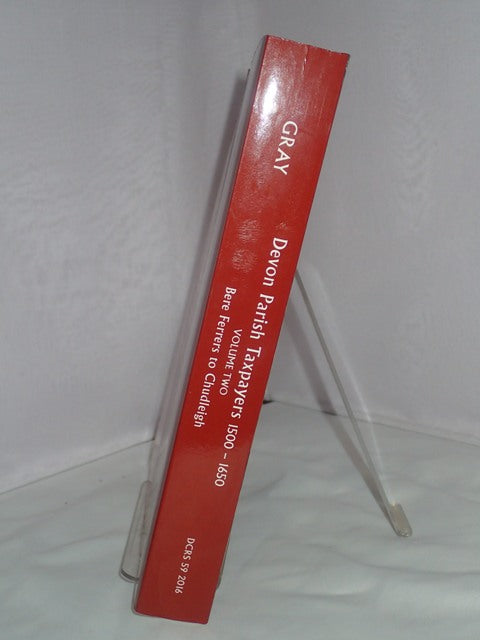 GRAY
Devon Parish Taxpayers 1500 – 1650
VOLUME TWO
Bere Ferrers to Chudleigh
DCRS 59 2016